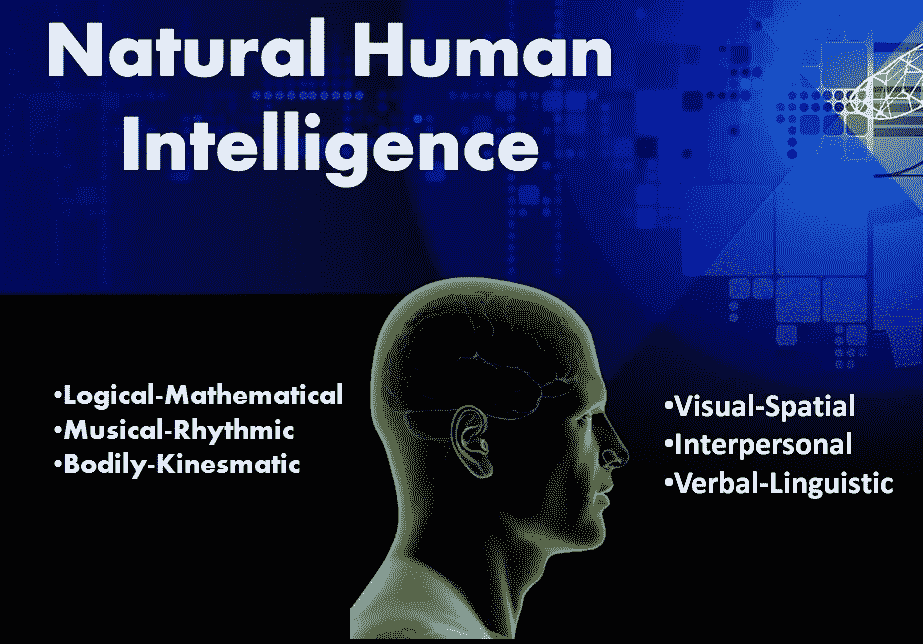 Natural Human
Intelligence
•Logical-Mathematical
•Musical-Rhythmic
•Bodily-Kinesmatic
•Visual-Spatial
•Interpersonal
•Verbal-Linguistic